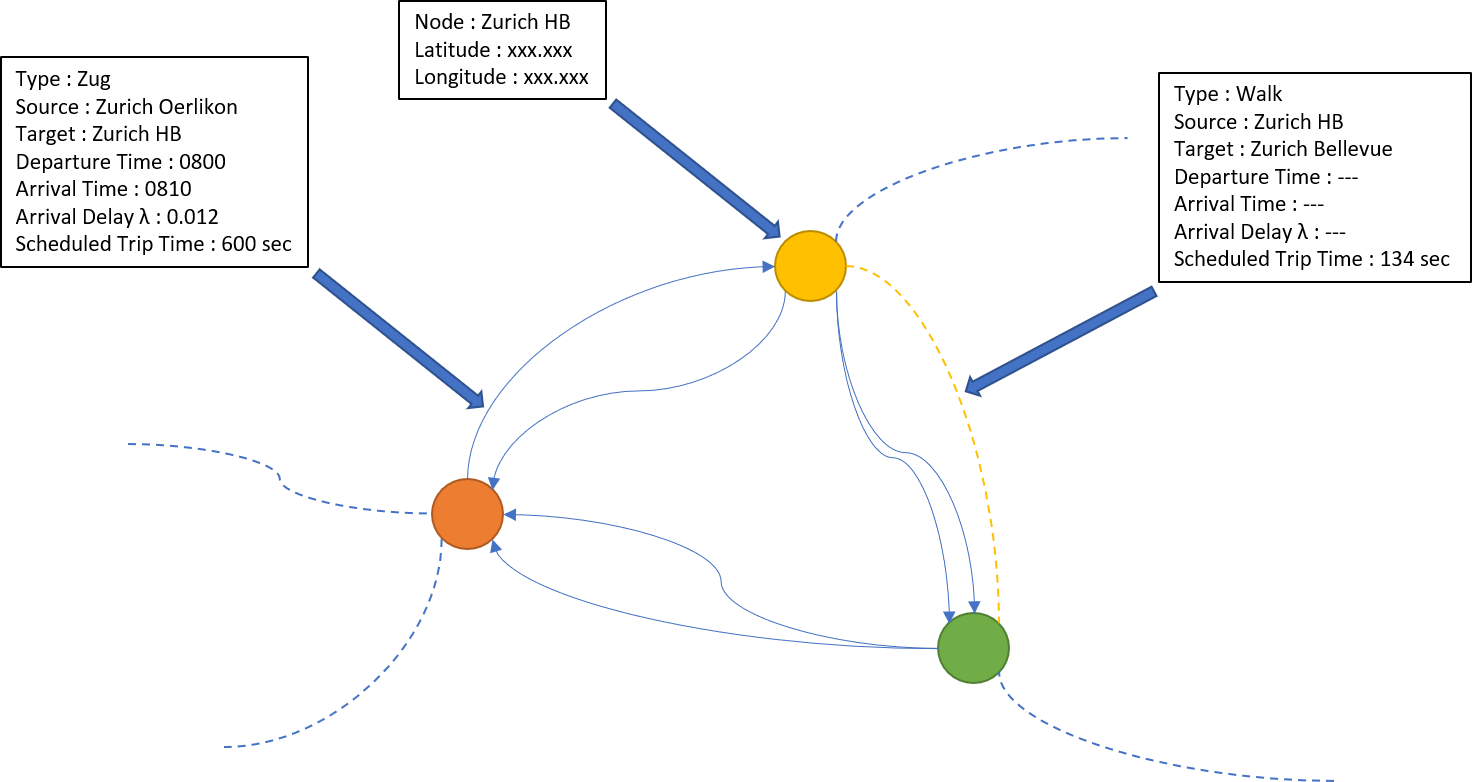 Node : Zurich HB
Latitude : xxx.xxx
Longitude : xxx.xxx
Type : Zug
Source : Zurich Oerlikon
Target : Zurich HB
Departure Time : 0800
Arrival Time : 0810
Arrival Delay λ : 0.012
Scheduled Trip Time : 600 sec
Type : Walk
Source : Zurich HB
Target : Zurich Bellevue
Departure Time : ---
Arrival Time : ---
Arrival Delay λ : ---
Scheduled Trip Time : 134 sec